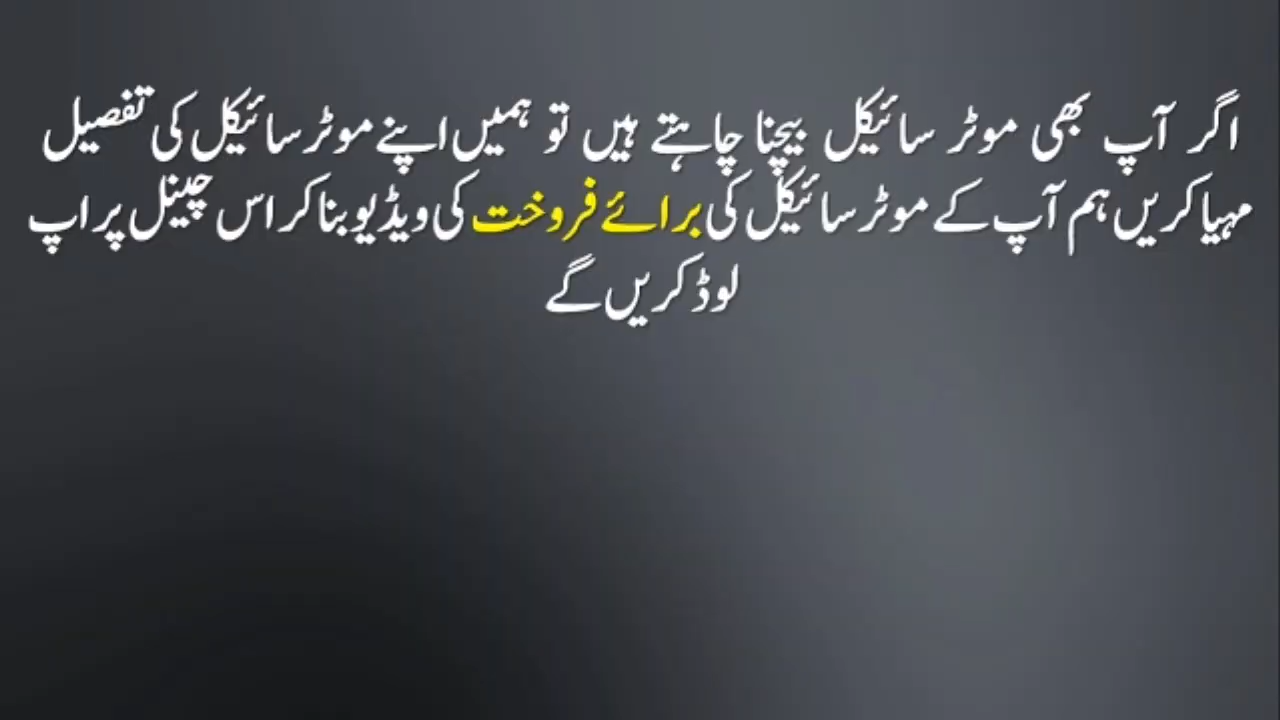 اگر آپ بھی موٹر سائیکل بیچنا چاہتے ہیں تو ہمیں اپنے موٹر سائیکل کی تفصیل
مہیا کریں ہم آپ کے موٹر سائیکل کی برائے فروخت کی ویڈیو بنا کر اس چینل پر اپ
لوڈ کریں گے